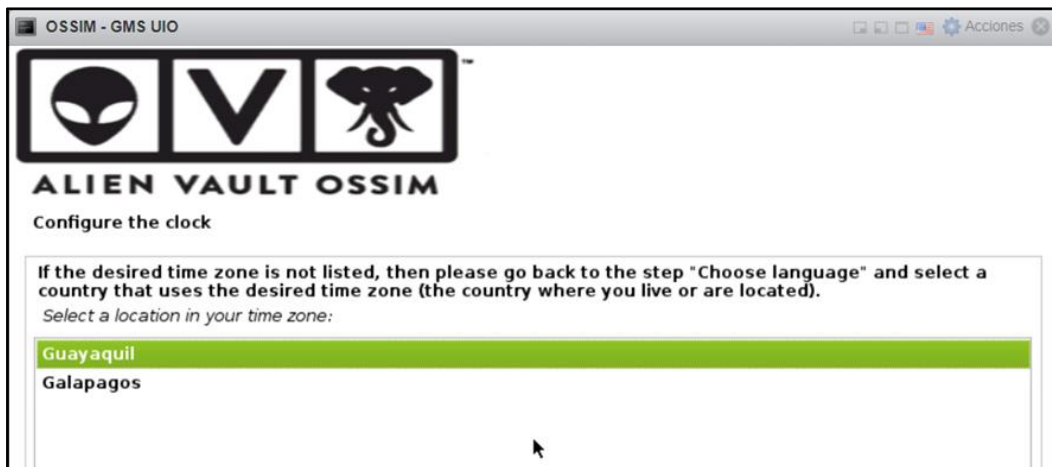 OSSIM - GMS UIO
Acciones
V
™
ALIEN VAULT OSSIM
Configure the clock
If the desired time zone is not listed, then please go back to the step "Choose language" and select a
country that uses the desired time zone (the country where you live or are located).
Select a location in your time zone:
Guayaquil
Galapagos